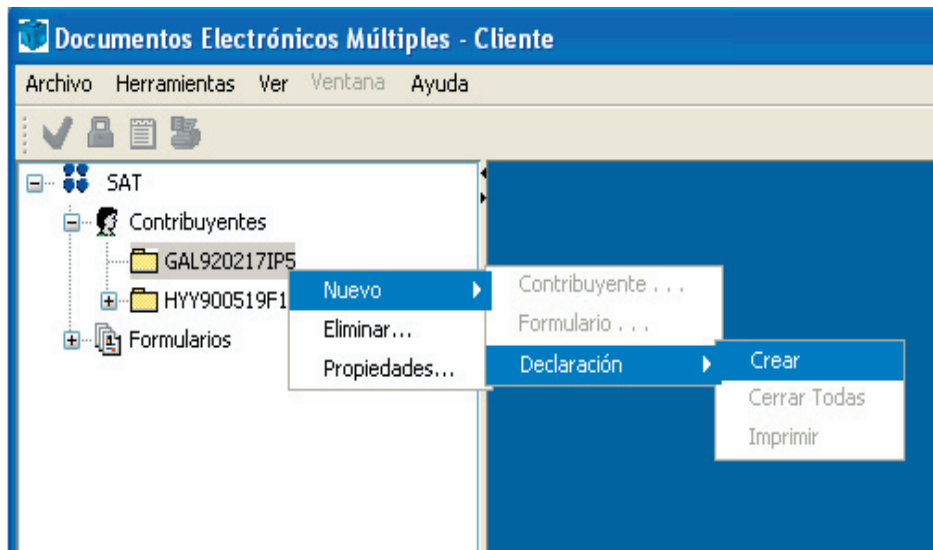 Documentos Electrónicos Múltiples - Cliente
Archivo Herramientas Ver Ventana Ayuda
SAT
Contribuyentes
GAL920217IP5
HYY900519F1
Formularios
Nuevo
Eliminar...
Propiedades...
Contribuyente . . .
Formulario . . .
Declaración
Crear
Cerrar Todas
Imprimir